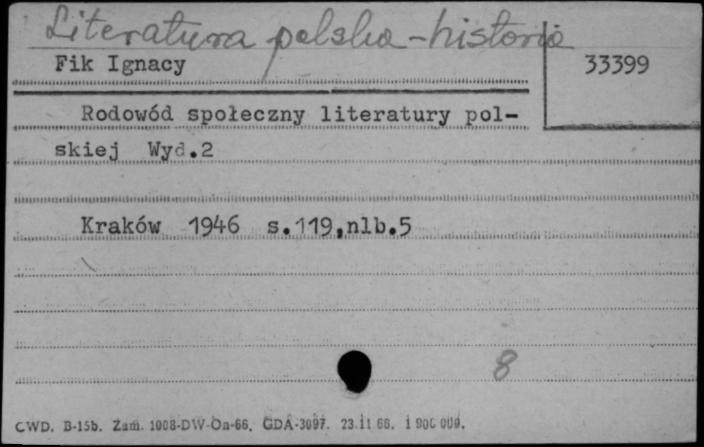 Literatura polska - historia
Fik Ignacy
33399
Rodowód społeczny literatury pol-
skiej Wyd.2
Kraków 1946 s.119,nlb.5
8
CWD. B-15b. Zam. 1008-DW-Dn-66. GDA-3097. 23.11 66. 1 900 000.